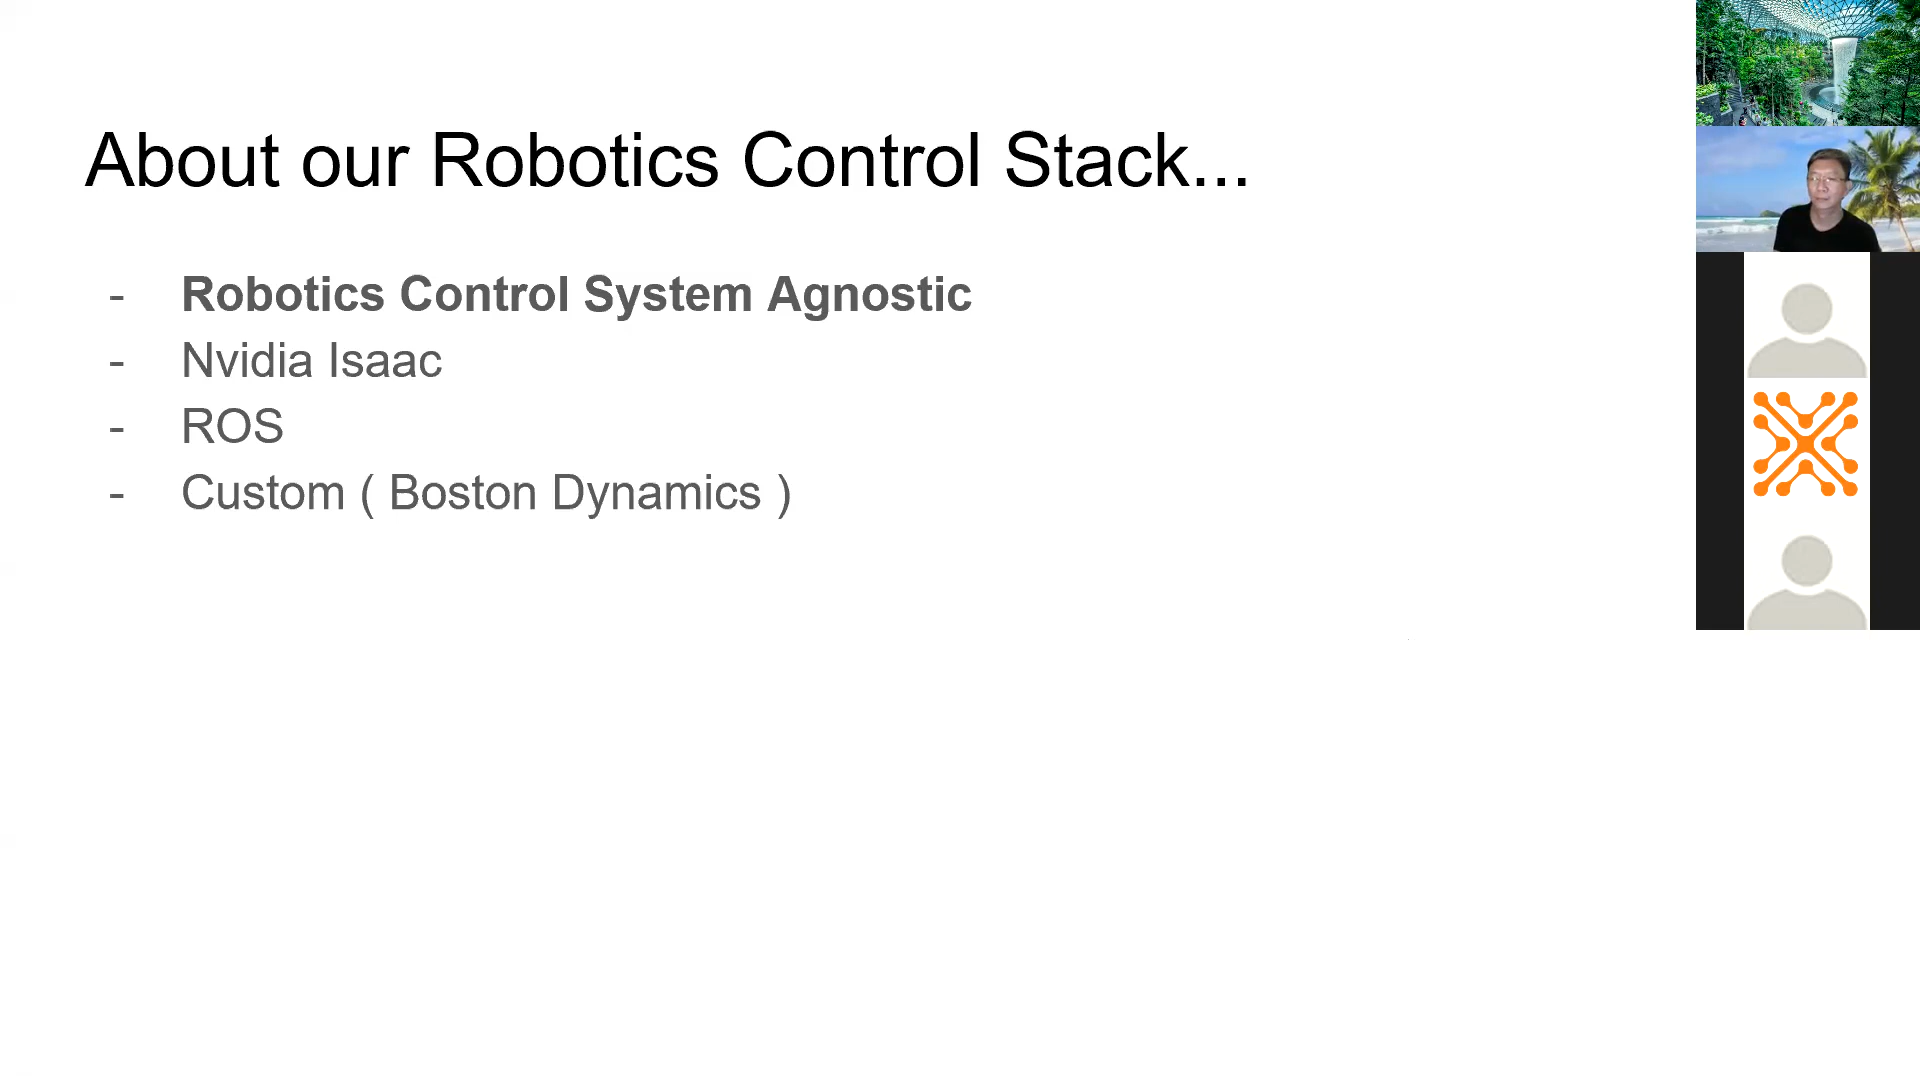 About our Robotics Control Stack...
- Robotics Control System Agnostic
- Nvidia Isaac
- ROS
- Custom ( Boston Dynamics )